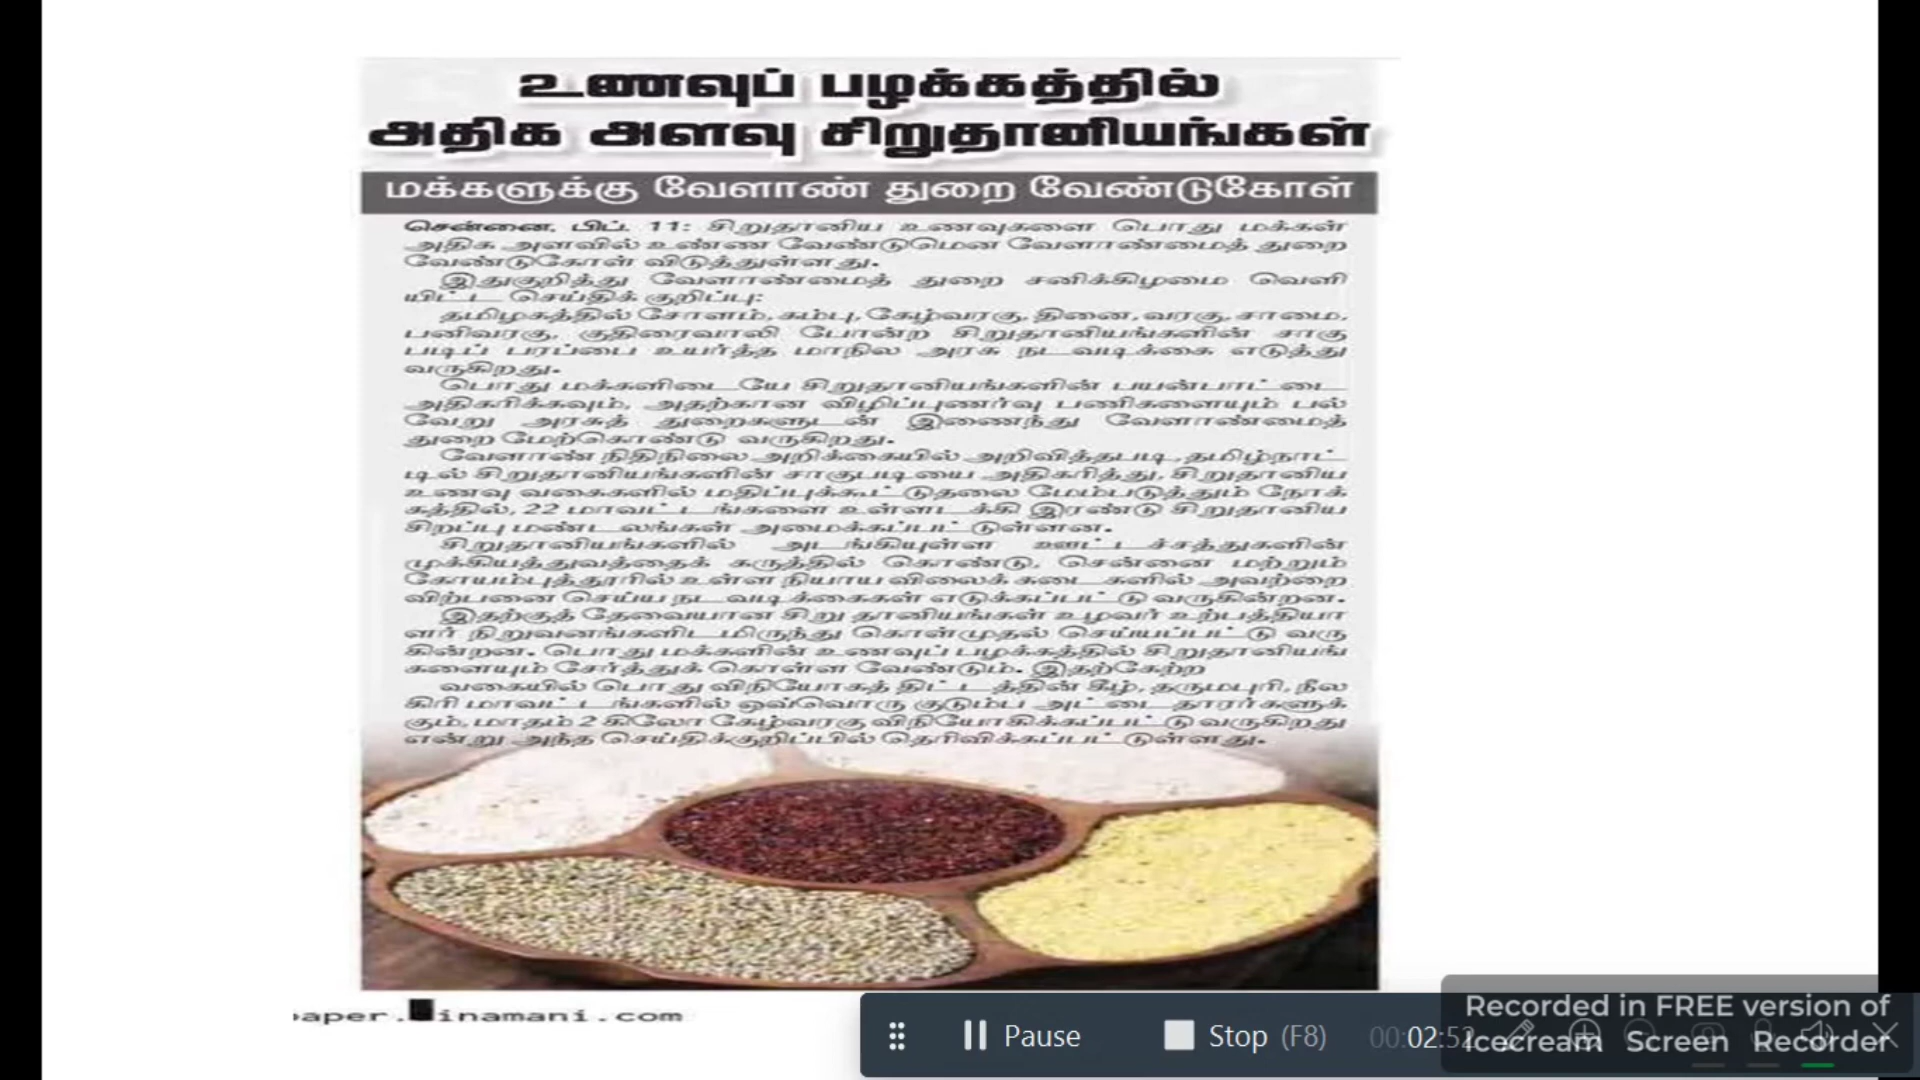 உணவுப் பழக்கத்தில்
அதிக அளவு சிறுதானியங்கள்
மக்களுக்கு வேளாண் துறை வேண்டுகோள்
சென்னை, பிப். 11: சிறுதானிய உணவுகளை பொது மக்கள்
அதிக அளவில் உண்ண வேண்டுமென வேளாண்மைத் துறை
வேண்டுகோள் விடுத்துள்ளது.
இதுகுறித்து வேளாண்மைத் துறை சனிக்கிழமை வெளி
யிட்ட செய்திக் குறிப்பு:
தமிழகத்தில் சோளம், கம்பு, கேழ்வரகு, தினை, வரகு, சாமை,
பனிவரகு, குதிரைவாலி போன்ற சிறுதானியங்களின் சாகு
படிப் பரப்பை உயர்த்த மாநில அரசு நடவடிக்கை எடுத்து
வருகிறது.
பொது மக்களிடையே சிறுதானியங்களின் பயன்பாட்டை
அதிகரிக்கவும், அதற்கான விழிப்புணர்வு பணிகளையும் பல்
வேறு அரசுத் துறைகளுடன் இணைந்து வேளாண்மைத்
துறை மேற்கொண்டு வருகிறது.
வேளாண் நிதிநிலை அறிக்கையில் அறிவித்தபடி, தமிழ்நாட்
டில் சிறுதானியங்களின் சாகுபடியை அதிகரித்து, சிறுதானிய
உணவு வகைகளில் மதிப்புக்கூட்டுதலை மேம்படுத்தும் நோக்
கத்தில், 22 மாவட்டங்களை உள்ளடக்கி இரண்டு சிறுதானிய
சிறப்பு மண்டலங்கள் அமைக்கப்பட்டுள்ளன.
சிறுதானியங்களில் அடங்கியுள்ள ஊட்டச்சத்துகளின்
முக்கியத்துவத்தைக் கருத்தில் கொண்டு, சென்னை மற்றும்
கோயம்புத்தூரில் உள்ள நியாய விலைக் கடைகளில் அவற்றை
விற்பனை செய்ய நடவடிக்கைகள் எடுக்கப்பட்டு வருகின்றன.
இதற்குத் தேவையான சிறு தானியங்கள் உழவர் உற்பத்தியா
ளர் நிறுவனங்களிடமிருந்து கொள்முதல் செய்யப்பட்டு வரு
கின்றன. பொது மக்களின் உணவுப் பழக்கத்தில் சிறுதானியங்
களையும் சேர்த்துக் கொள்ள வேண்டும். இதற்கேற்ற
வகையில் பொது விநியோகத் திட்டத்தின் கீழ், தருமபுரி, நீல
கிரி மாவட்டங்களில் ஒவ்வொரு குடும்ப அட்டைதாரர்களுக்
கும், மாதம் 2 கிலோ கேழ்வரகு விநியோகிக்கப்பட்டு வருகிறது
என்று அந்த செய்திக்குறிப்பில் தெரிவிக்கப்பட்டுள்ளது.
Pause Stop (F8) 00:02:52
Recorded in FREE version of
Icecream Screen Recorder